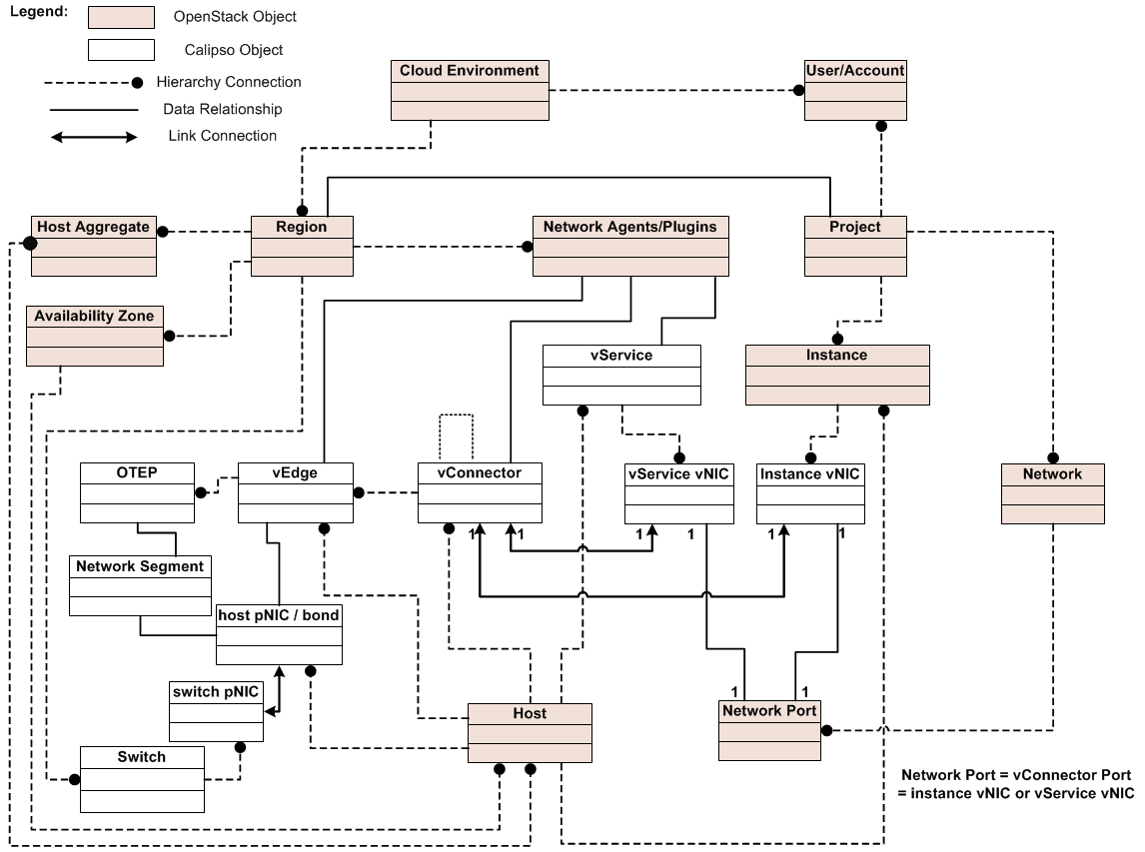 Legend:
OpenStack Object
Calipso Object
Hierarchy Connection
Data Relationship
Link Connection
Cloud Environment
User/Account
Host Aggregate
Region
Network Agents/Plugins
Project
Availability Zone
vService
Instance
OTEP
vEdge
vConnector
vService vNIC
Instance vNIC
Network
1
1
1
1
1
1
Network Segment
host pNIC / bond
switch pNIC
1
1
Host
Network Port
Switch
Network Port = vConnector Port
= instance vNIC or vService vNIC